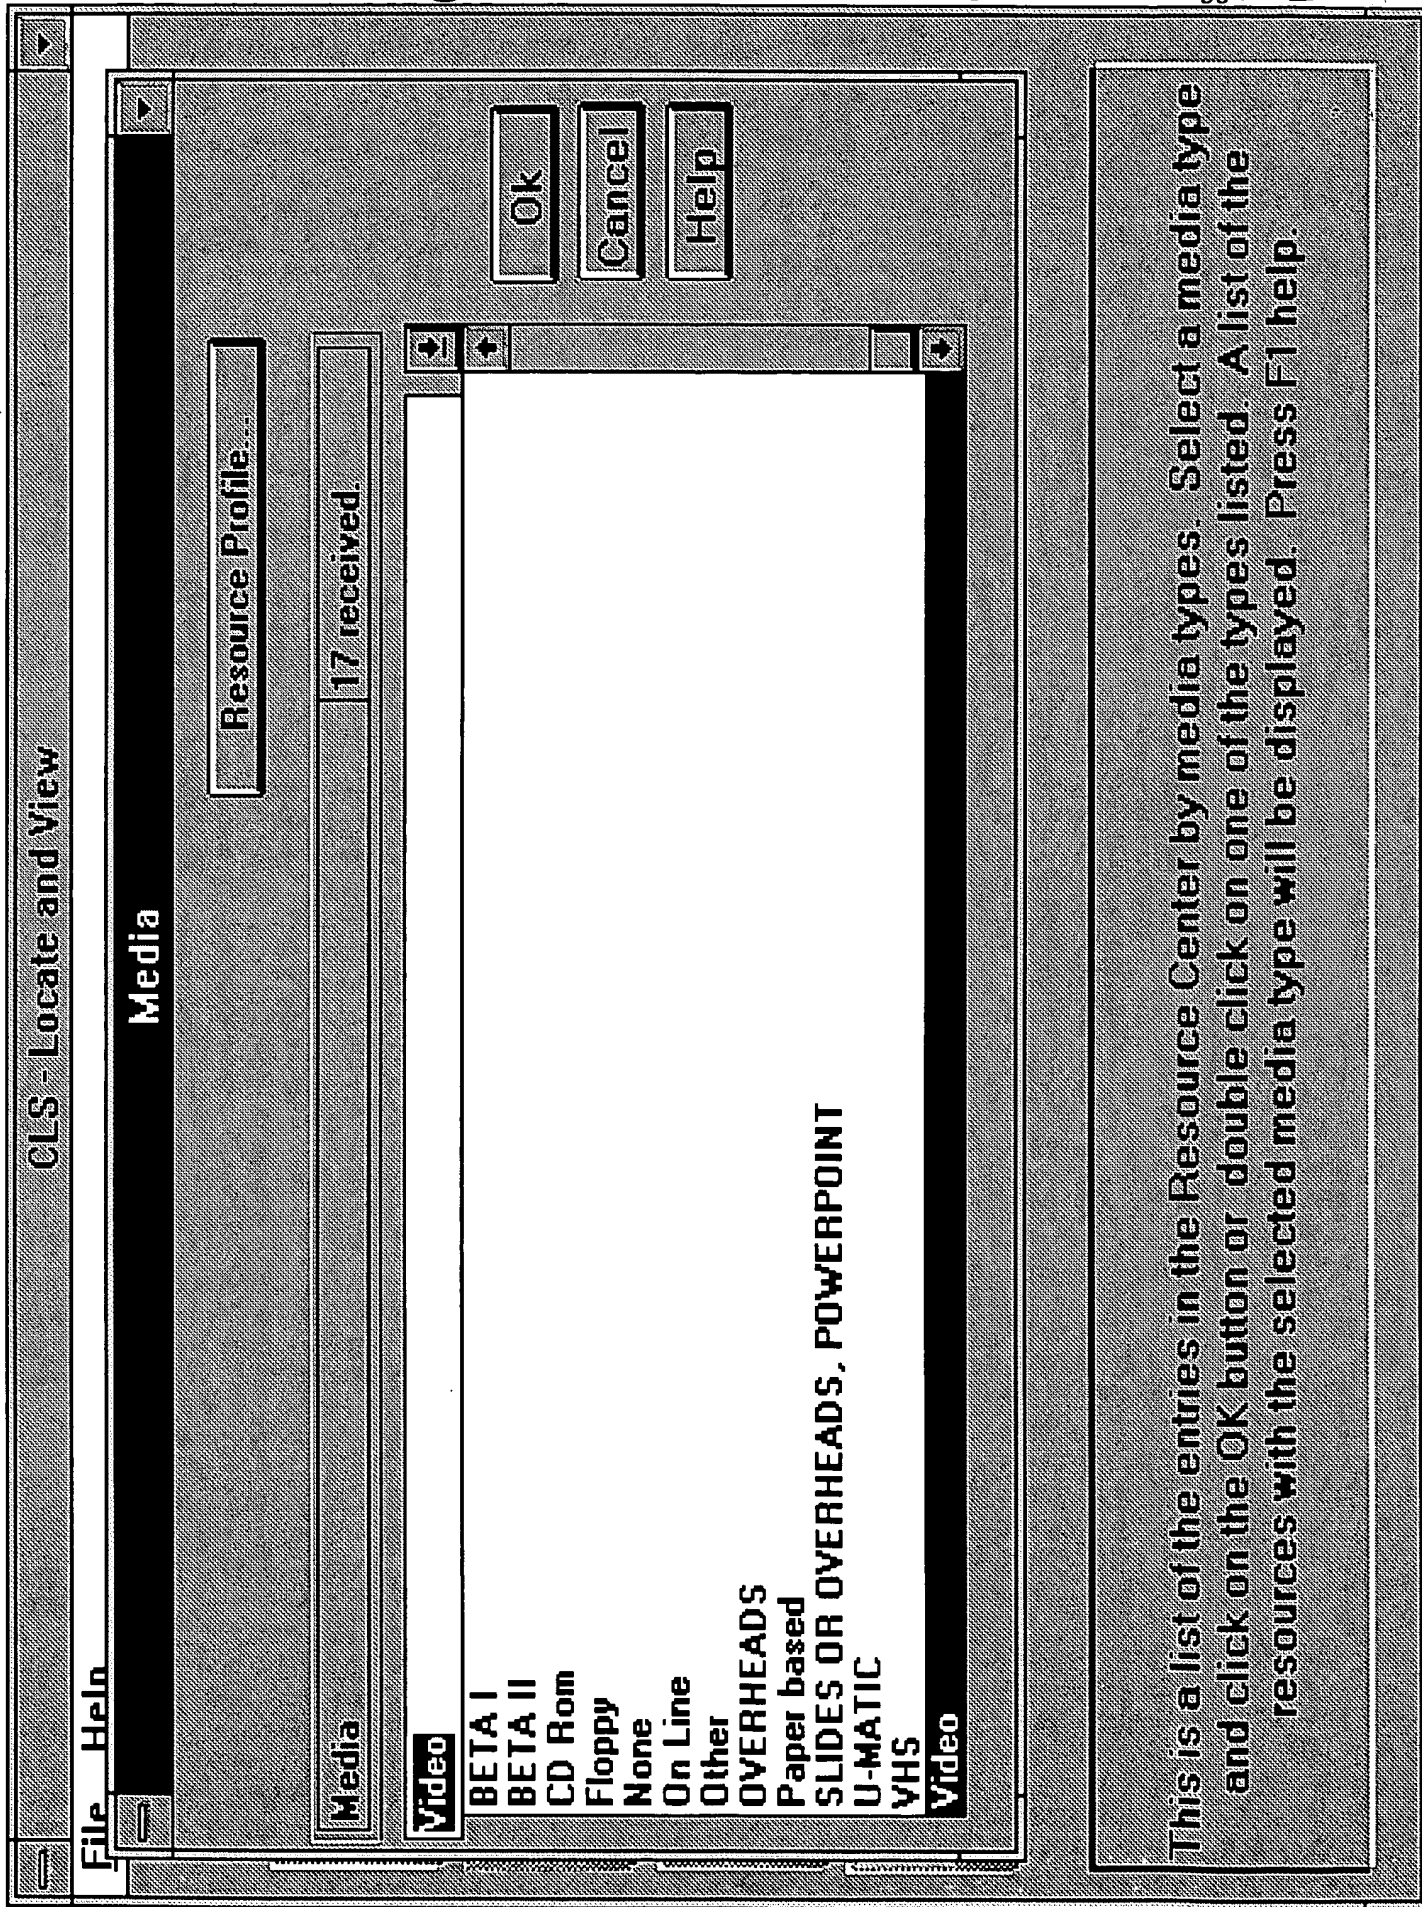 CLS - Locate and View
File Help
Media
Resource Profile...
Media
17 received.
Video
BETA I
BETA II
CD Rom
Floppy
None
On Line
Other
OVERHEADS
Paper based
SLIDES OR OVERHEADS, POWERPOINT
U-MATIC
VHS
Video
Ok
Cancel
Help
This is a list of the entries in the Resource Center by media types. Select a media type
and click on the OK button or double click on one of the types listed. A list of the
resources with the selected media type will be displayed. Press F1 help.